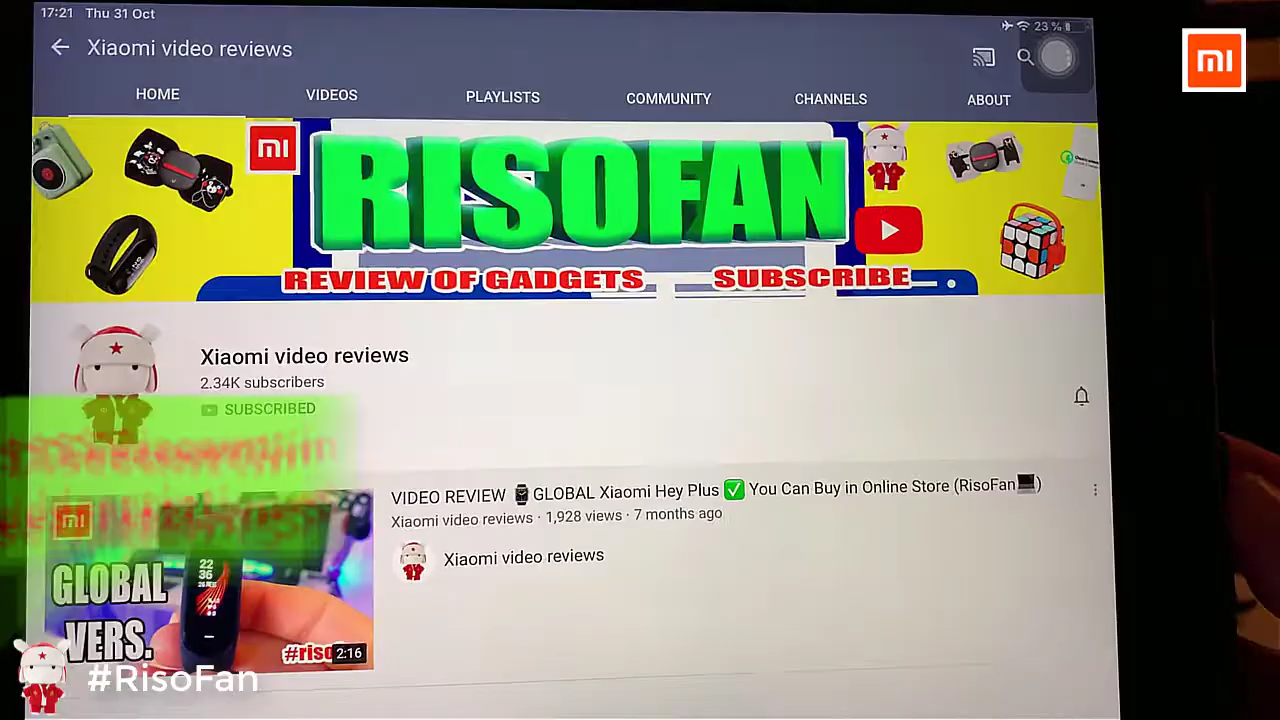 17:21 Thu 31 Oct
23 %
Xiaomi video reviews
HOME VIDEOS PLAYLISTS COMMUNITY CHANNELS ABOUT
mi
mi
RISOFAN
REVIEW OF GADGETS SUBSCRIBE
Xiaomi video reviews
2.34K subscribers
SUBSCRIBED
VIDEO REVIEW ⌚GLOBAL Xiaomi Hey Plus ✅ You Can Buy in Online Store (RisoFan💻)
Xiaomi video reviews · 1,928 views · 7 months ago
Xiaomi video reviews
mi
GLOBAL
VERS.
22
36
#riso
2:16
#RisoFan